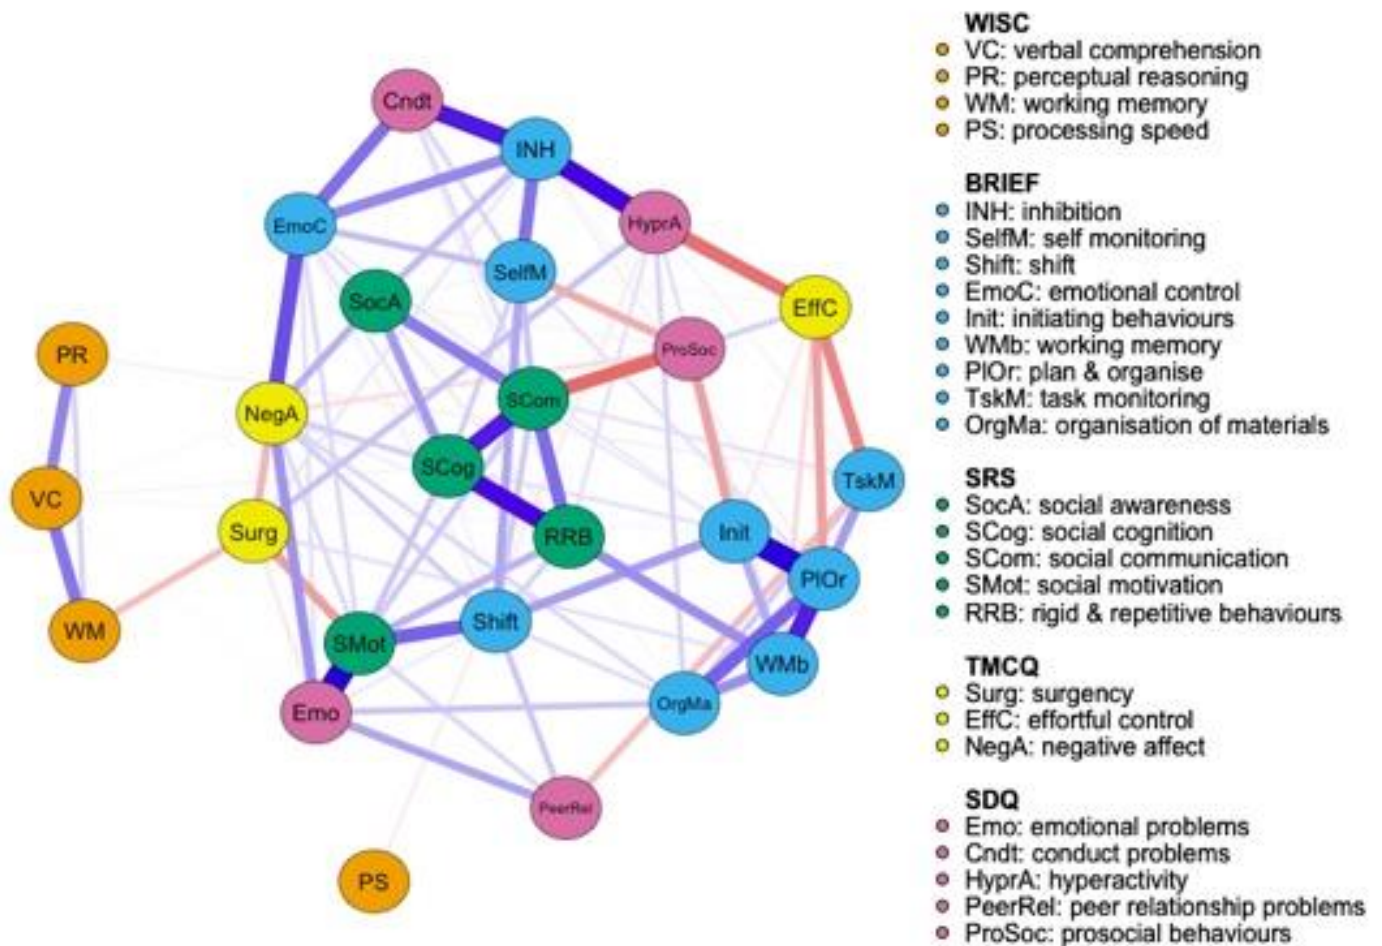 Cndt
INH
HyprA
EmoC
SelfM
SocA
EffC
ProSoc
PR
SCom
NegA
SCog
TskM
VC
Surg
Init
RRB
PlOr
WM
Shift
SMot
WMb
OrgMa
Emo
PeerRel
PS
WISC
VC: verbal comprehension
PR: perceptual reasoning
WM: working memory
PS: processing speed
BRIEF
INH: inhibition
SelfM: self monitoring
Shift: shift
EmoC: emotional control
Init: initiating behaviours
WMb: working memory
PlOr: plan & organise
TskM: task monitoring
OrgMa: organisation of materials
SRS
SocA: social awareness
SCog: social cognition
SCom: social communication
SMot: social motivation
RRB: rigid & repetitive behaviours
TMCQ
Surg: surgency
EffC: effortful control
NegA: negative affect
SDQ
Emo: emotional problems
Cndt: conduct problems
HyprA: hyperactivity
PeerRel: peer relationship problems
ProSoc: prosocial behaviours